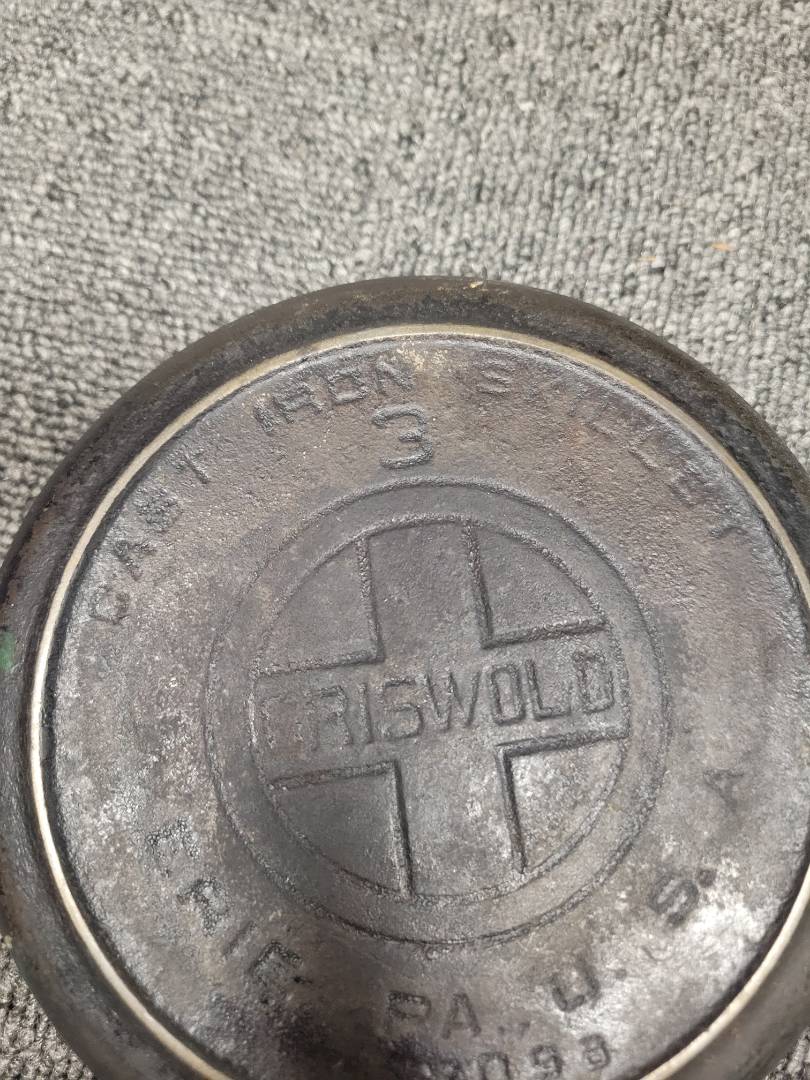 CAST IRON SKILLET
3
GRISWOLD
ERIE PA., U.S.A.